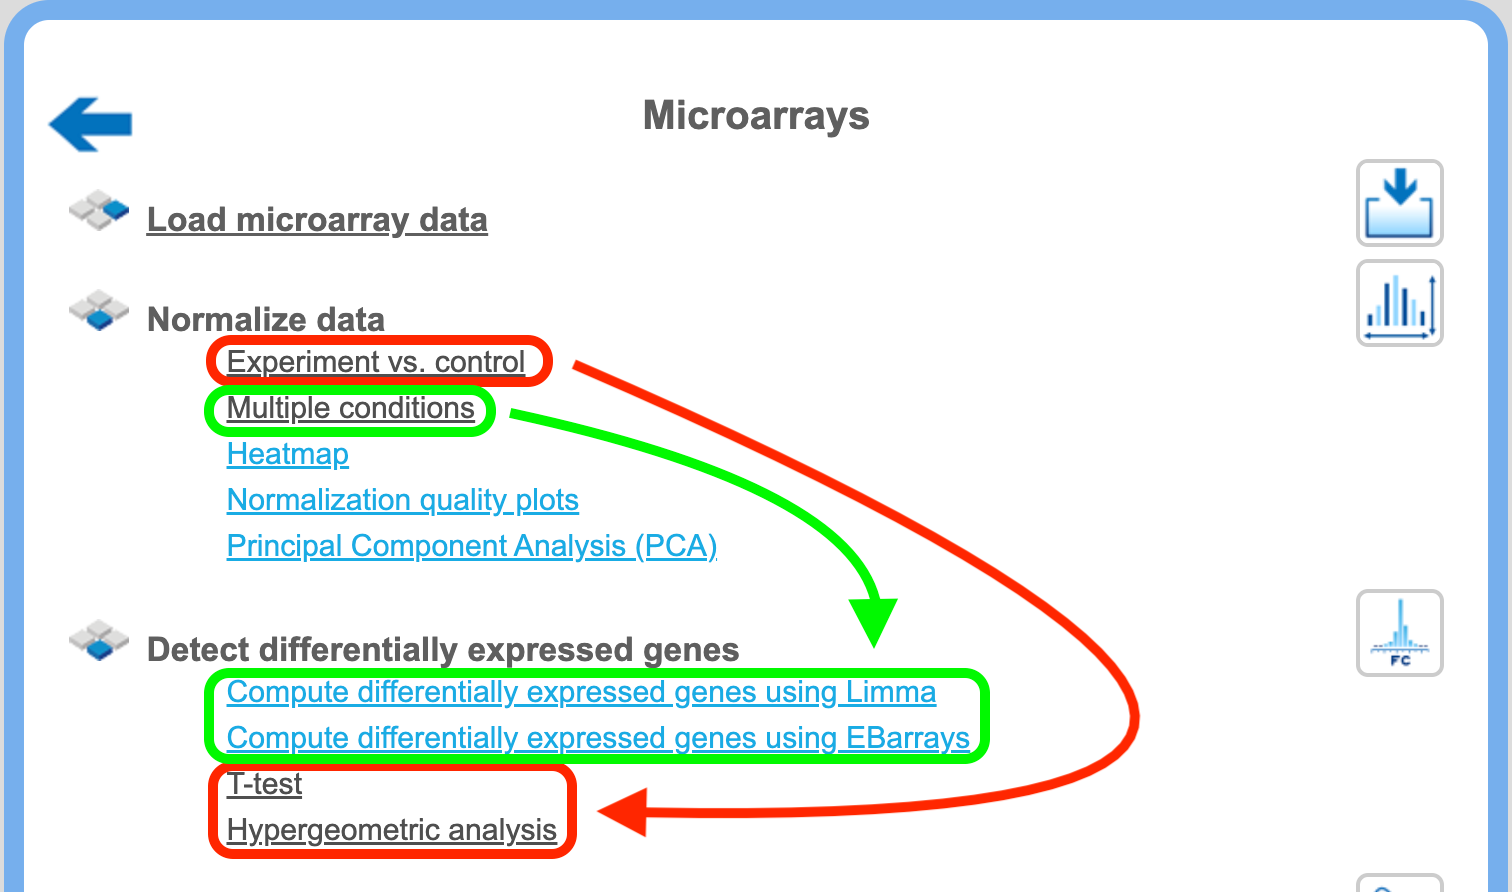 Microarrays
Load microarray data
Normalize data
Experiment vs. control
Multiple conditions
Heatmap
Normalization quality plots
Principal Component Analysis (PCA)
Detect differentially expressed genes
FC
Compute differentially expressed genes using Limma
Compute differentially expressed genes using EBarrays
T-test
Hypergeometric analysis